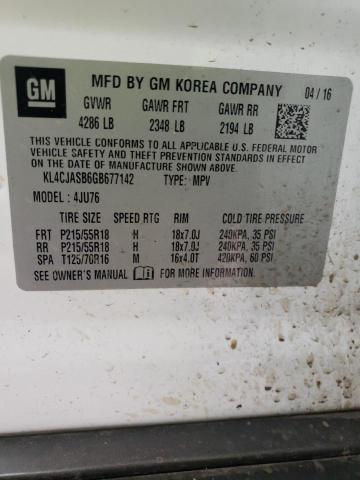 GM MFD BY GM KOREA COMPANY 04 / 16
GVWR GAWR FRT GAWR RR
4286 LB 2348 LB 2194 LB
THIS VEHICLE CONFORMS TO ALL APPLICABLE U.S. FEDERAL MOTOR
VEHICLE SAFETY, BUMPER, AND THEFT PREVENTION STANDARDS IN
EFFECT ON THE DATE OF MANUFACTURE SHOWN ABOVE.
KL4CJASB6GB677142 TYPE: MPV
MODEL: 4JU76
TIRE SIZE SPEED RTG RIM COLD TIRE PRESSURE
FRT P215/55R18 H 18x7.0J 240KPA, 35 PSI
RR P215/55R18 H 18x7.0J 240KPA, 35 PSI
SPA T125/70R16 M 16x4.0T 420KPA, 60 PSI
SEE OWNER'S MANUAL FOR ADDITIONAL INFORMATION.